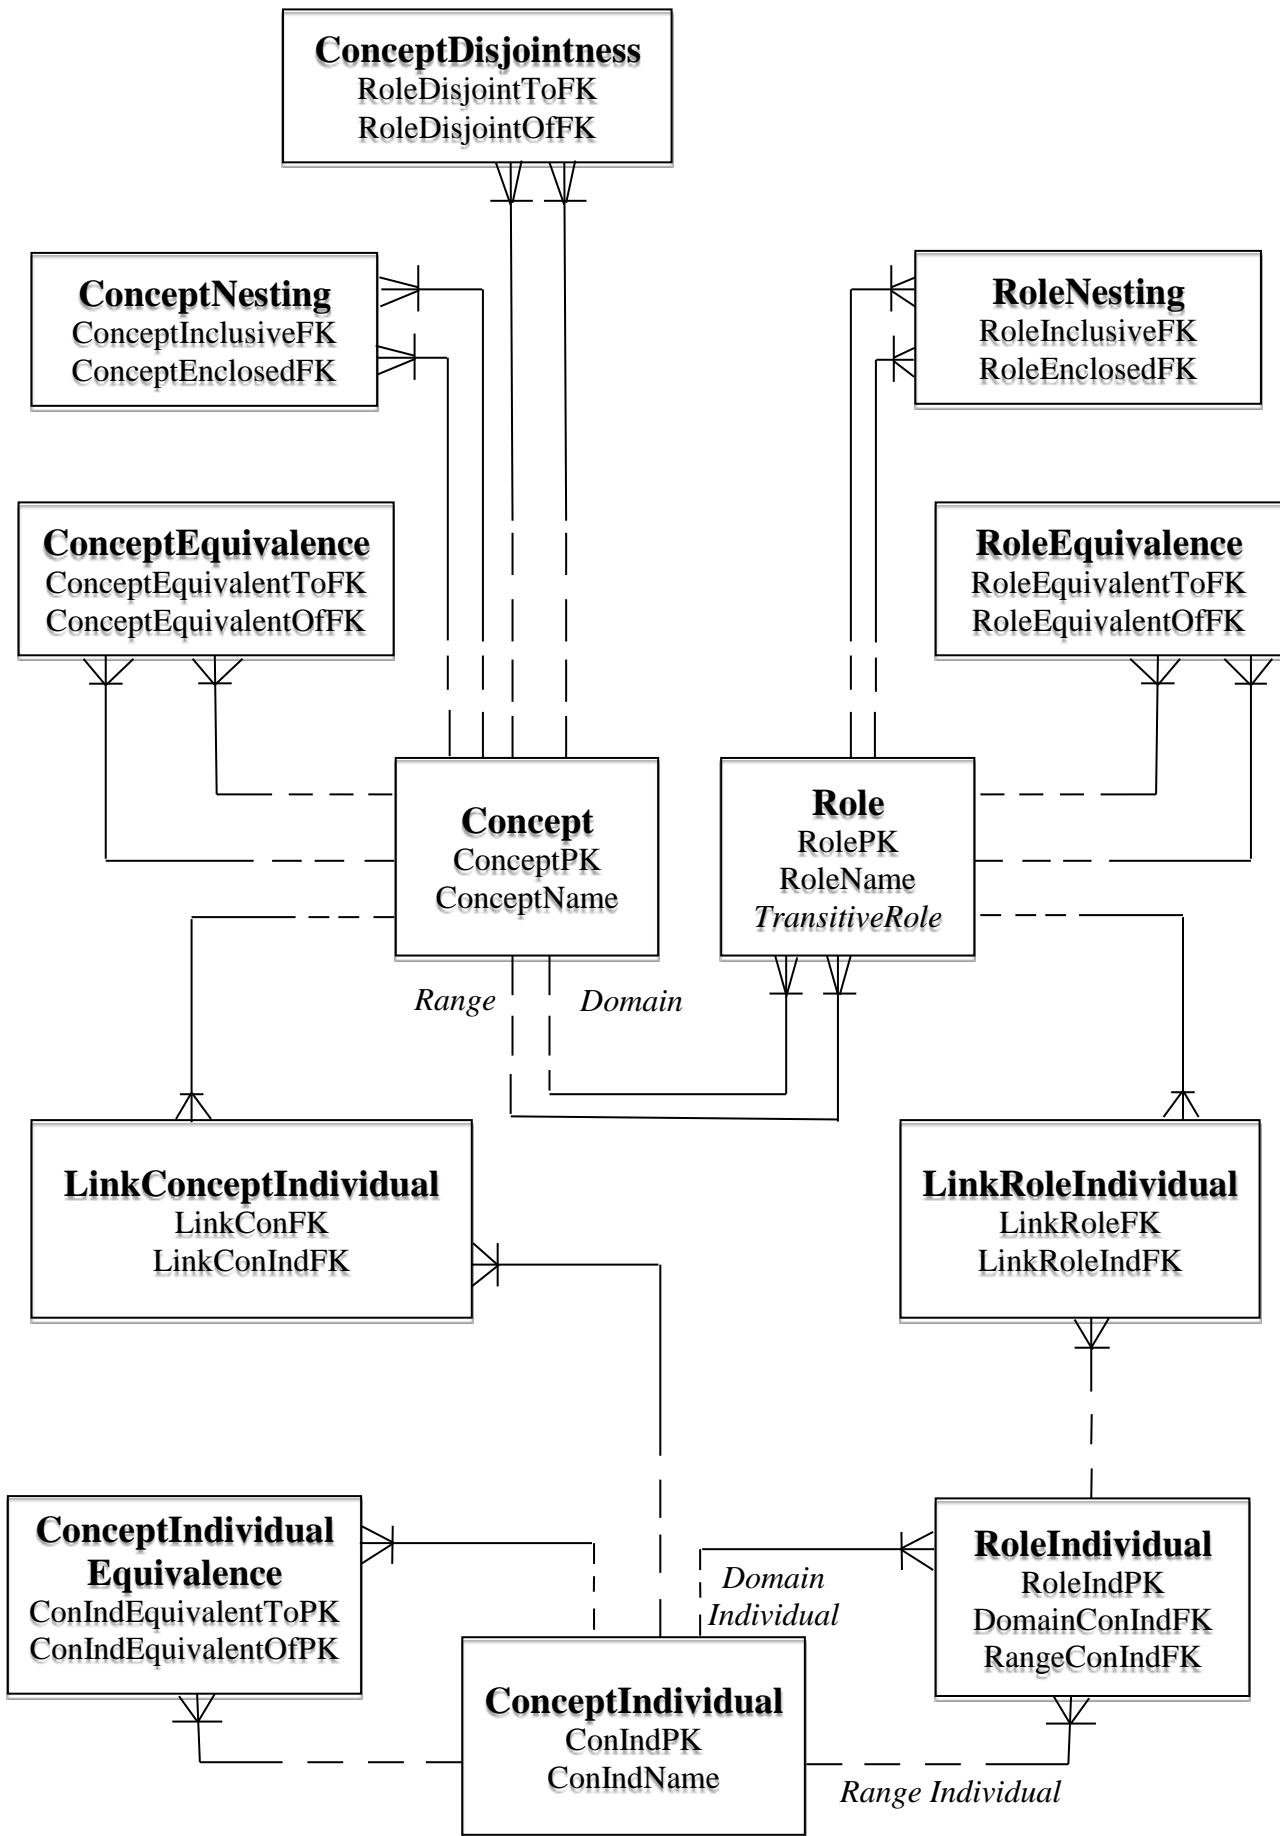 ConceptDisjointness
RoleDisjointToFK
RoleDisjointOfFK
ConceptNesting
ConceptInclusiveFK
ConceptEnclosedFK
RoleNesting
RoleInclusiveFK
RoleEnclosedFK
ConceptEquivalence
ConceptEquivalentToFK
ConceptEquivalentOfFK
RoleEquivalence
RoleEquivalentToFK
RoleEquivalentOfFK
Concept
ConceptPK
ConceptName
Role
RolePK
RoleName
TransitiveRole
Range
Domain
LinkConceptIndividual
LinkConFK
LinkConIndFK
LinkRoleIndividual
LinkRoleFK
LinkRoleIndFK
ConceptIndividual
Equivalence
ConIndEquivalentToPK
ConIndEquivalentOfPK
Domain
Individual
RoleIndividual
RoleIndPK
DomainConIndFK
RangeConIndFK
ConceptIndividual
ConIndPK
ConIndName
Range Individual